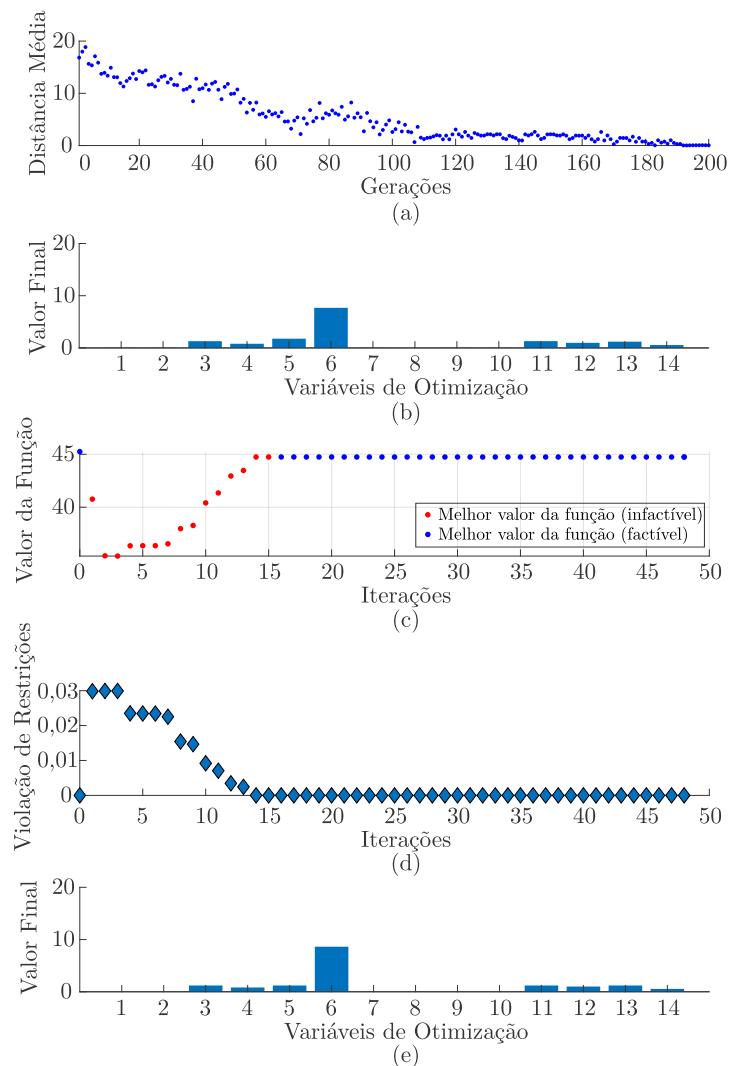 Distância Média
20
10
0
0 20 40 60 80 100 120 140 160 180 200
Gerações
(a)
Valor Final
20
10
0
1 2 3 4 5 6 7 8 9 10 11 12 13 14
Variáveis de Otimização
(b)
Valor da Função
45
40
Melhor valor da função (infactível)
Melhor valor da função (factível)
0 5 10 15 20 25 30 35 40 45 50
Iterações
(c)
Violação de Restrições
0,03
0,02
0,01
0
0 5 10 15 20 25 30 35 40 45 50
Iterações
(d)
Valor Final
20
10
0
1 2 3 4 5 6 7 8 9 10 11 12 13 14
Variáveis de Otimização
(e)